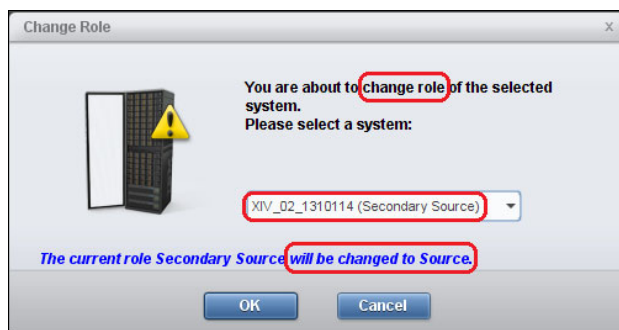 Change Role
x
You are about to change role of the selected
system.
Please select a system:
XIV_02_1310114 (Secondary Source)
The current role Secondary Source will be changed to Source.
OK
Cancel